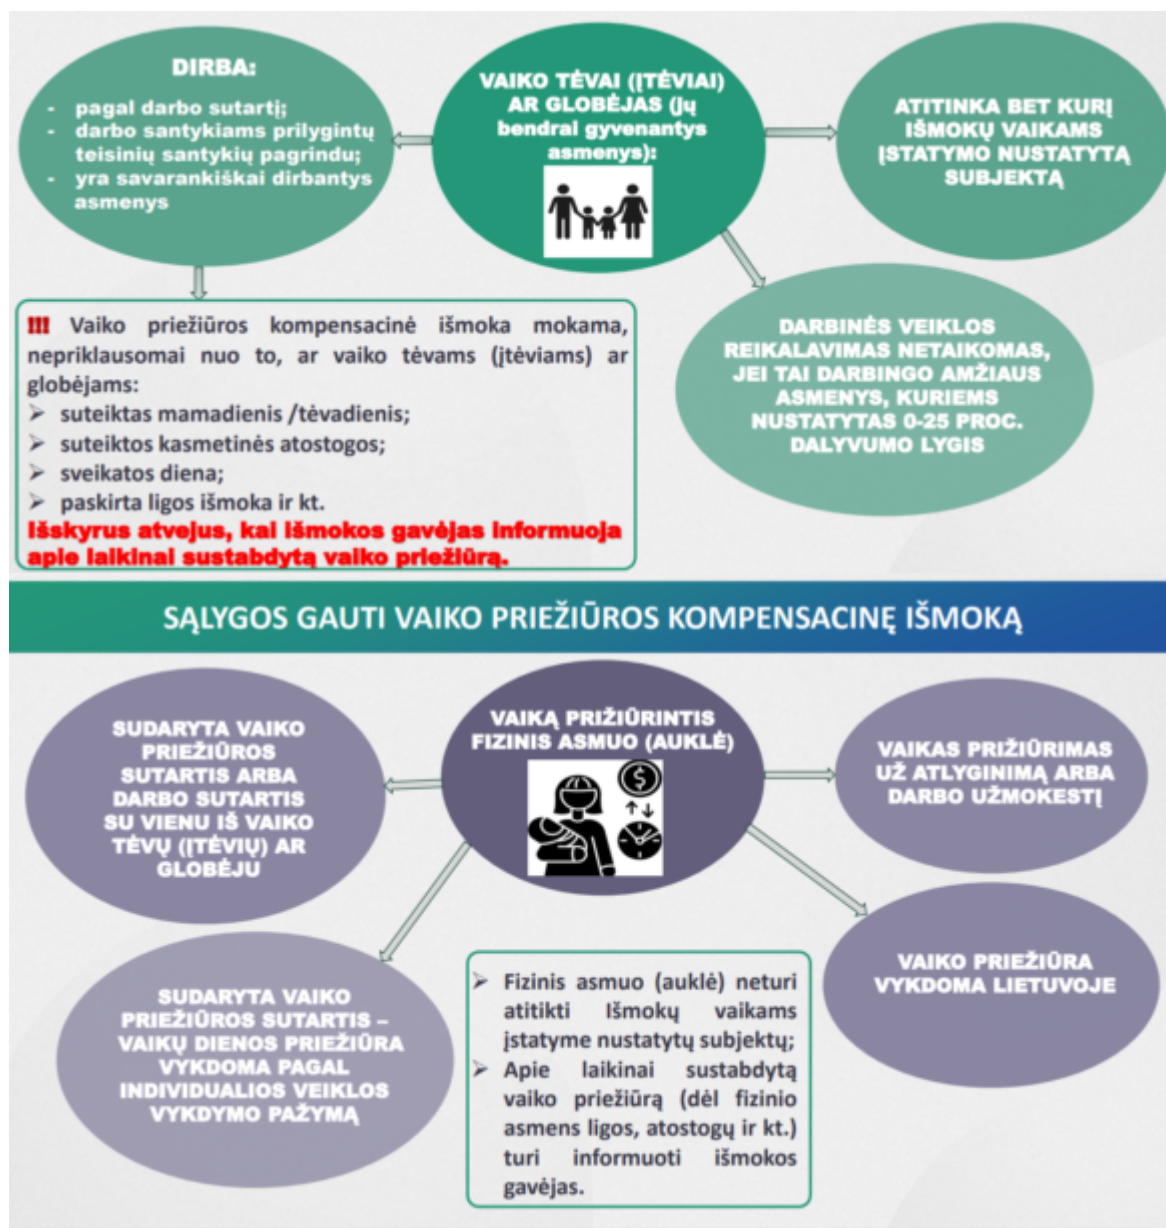 DIRBA:
- pagal darbo sutartį;
- darbo santykiams prilygintų
teisinių santykių pagrindu;
- yra savarankiškai dirbantys
asmenys
VAIKO TĖVAI (ĮTĖVIAI)
AR GLOBĖJAS (jų
bendrai gyvenantys
asmenys):
ATITINKA BET KURĮ
IŠMOKŲ VAIKAMS
ĮSTATYMO NUSTATYTĄ
SUBJEKTĄ
!!! Vaiko priežiūros kompensacinė išmoka mokama,
nepriklausomai nuo to, ar vaiko tėvams (įtėviams) ar
globėjams:
➢ suteiktas mamadienis /tėvadienis;
➢ suteiktos kasmetinės atostogos;
➢ sveikatos diena;
➢ paskirta ligos išmoka ir kt.
Išskyrus atvejus, kai išmokos gavėjas informuoja
apie laikinai sustabdytą vaiko priežiūrą.
DARBINĖS VEIKLOS
REIKALAVIMAS NETAIKOMAS,
JEI TAI DARBINGO AMŽIAUS
ASMENYS, KURIEMS
NUSTATYTAS 0-25 PROC.
DALYVUMO LYGIS
SĄLYGOS GAUTI VAIKO PRIEŽIŪROS KOMPENSACINĘ IŠMOKĄ
SUDARYTA VAIKO
PRIEŽIŪROS
SUTARTIS ARBA
DARBO SUTARTIS
SU VIENU IŠ VAIKO
TĖVŲ (ĮTĖVIŲ) AR
GLOBĖJU
VAIKĄ PRIŽIŪRINTIS
FIZINIS ASMUO (AUKLĖ)
$
VAIKAS PRIŽIŪRIMAS
UŽ ATLYGINIMĄ ARBA
DARBO UŽMOKESTĮ
SUDARYTA VAIKO
PRIEŽIŪROS SUTARTIS –
VAIKŲ DIENOS PRIEŽIŪRA
VYKDOMA PAGAL
INDIVIDUALIOS VEIKLOS
VYKDYMO PAŽYMĄ
➢ Fizinis asmuo (auklė) neturi
atitikti Išmokų vaikams
įstatyme nustatytų subjektų;
➢ Apie laikinai sustabdytą
vaiko priežiūrą (dėl fizinio
asmens ligos, atostogų ir kt.)
turi informuoti išmokos
gavėjas.
VAIKO PRIEŽIŪRA
VYKDOMA LIETUVOJE